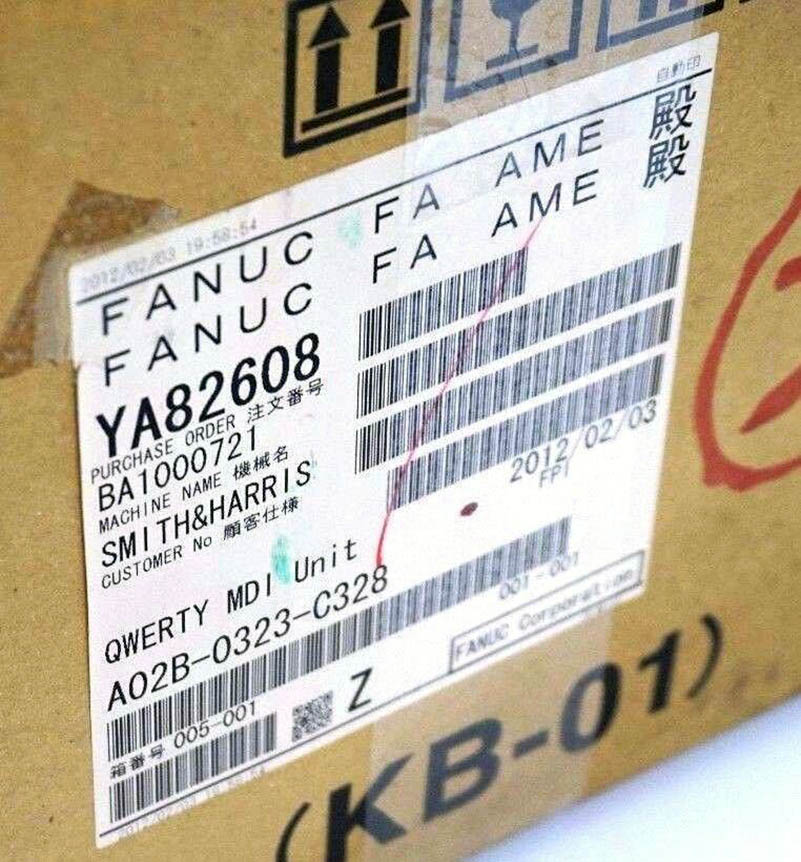 自動印
2012/02/03 19:58:54
FANUC FA AME 殿
FANUC FA AME 殿
YA82608
PURCHASE ORDER 注文番号
BA1000721
MACHINE NAME 機械名
SMITH&HARRIS
CUSTOMER No 顧客仕様
2012/02/03
FPI
QWERTY MDI Unit
A02B-0323-C328
001-001
FANUC Corporation
箱番号 005-001
Z
(KB-01)